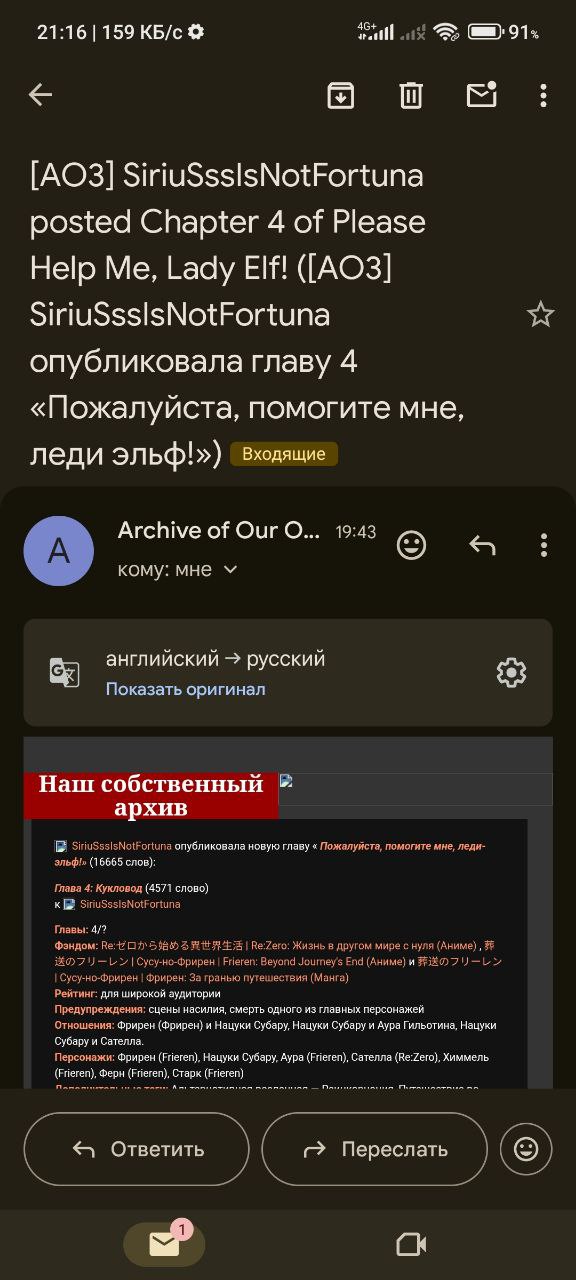 21:16 | 159 КБ/с
4G+
91%
[AO3] SiriuSssIsNotFortuna
posted Chapter 4 of Please
Help Me, Lady Elf! ([AO3]
SiriuSssIsNotFortuna
опубликовала главу 4
«Пожалуйста, помогите мне,
леди эльф!») Входящие
A
Archive of Our O... 19:43
кому: мне
английский → русский
Показать оригинал
Наш собственный
архив
SiriuSssIsNotFortuna опубликовала новую главу « Пожалуйста, помогите мне, леди-
эльф!» (16665 слов):
Глава 4: Кукловод (4571 слово)
к SiriuSssIsNotFortuna
Главы: 4/?
Фэндом: Re:ゼロから始める異世界生活 | Re:Zero: Жизнь в другом мире с нуля (Аниме) , 葬
送のフリーレン | Сусу-но-Фрирен | Frieren: Beyond Journey's End (Аниме) и 葬送のフリーレン
| Сусу-но-Фрирен | Фрирен: За гранью путешествия (Манга)
Рейтинг: для широкой аудитории
Предупреждения: сцены насилия, смерть одного из главных персонажей
Отношения: Фрирен (Фрирен) и Нацуки Субару, Нацуки Субару и Аура Гильотина, Нацуки
Субару и Сателла.
Персонажи: Фрирен (Frieren), Нацуки Субару, Аура (Frieren), Сателла (Re:Zero), Химмель
(Frieren), Ферн (Frieren), Старк (Frieren)
Дополнительные теги: Альтернативная вселенная — Реинкарнация, Путешествие во
Ответить
Переслать
1